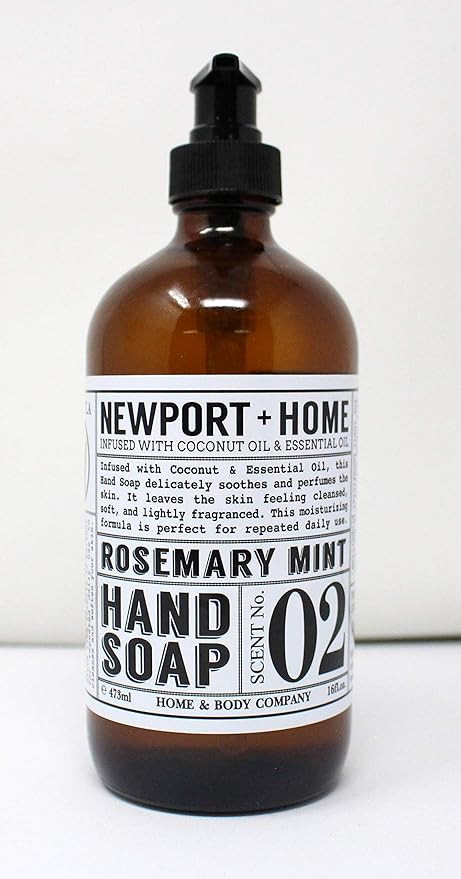 NEWPORT + HOME
INFUSED WITH COCONUT OIL & ESSENTIAL OIL
Infused with Coconut & Essential Oil, this
Hand Soap delicately soothes and perfumes the
skin. It leaves the skin feeling cleansed,
soft, and lightly fragranced. This moisturizing
formula is perfect for repeated daily use.
ROSEMARY MINT
HAND
SOAP
SCENT No.
02
℮ 473ml
HOME & BODY COMPANY
16fl.oz.